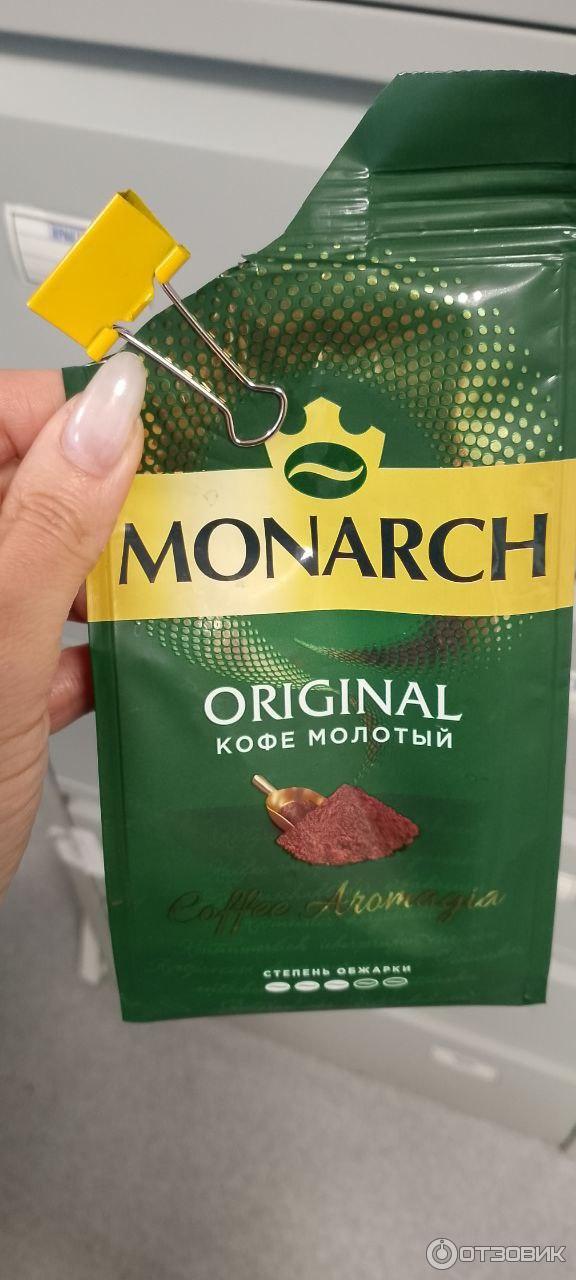 MONARCH
ORIGINAL
КОФЕ МОЛОТЫЙ
Coffee Aromagia
СТЕПЕНЬ ОБЖАРКИ
ОТЗОВИК